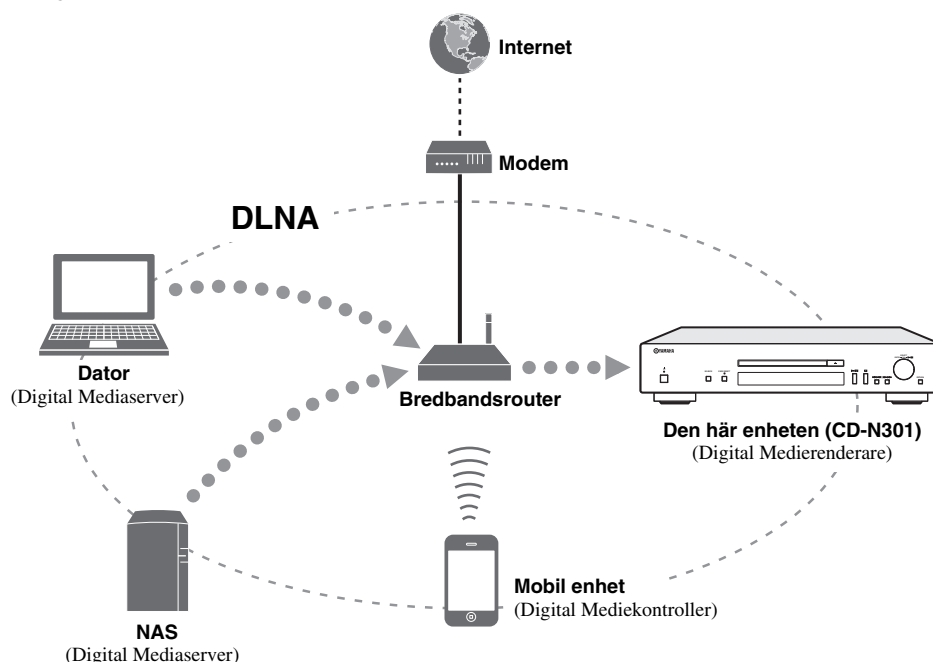 Internet
Modem
DLNA
YAMAHA
Dator
(Digital Mediaserver)
Bredbandsrouter
Den här enheten (CD-N301)
(Digital Medierenderare)
Mobil enhet
(Digital Mediekontroller)
NAS
(Digital Mediaserver)